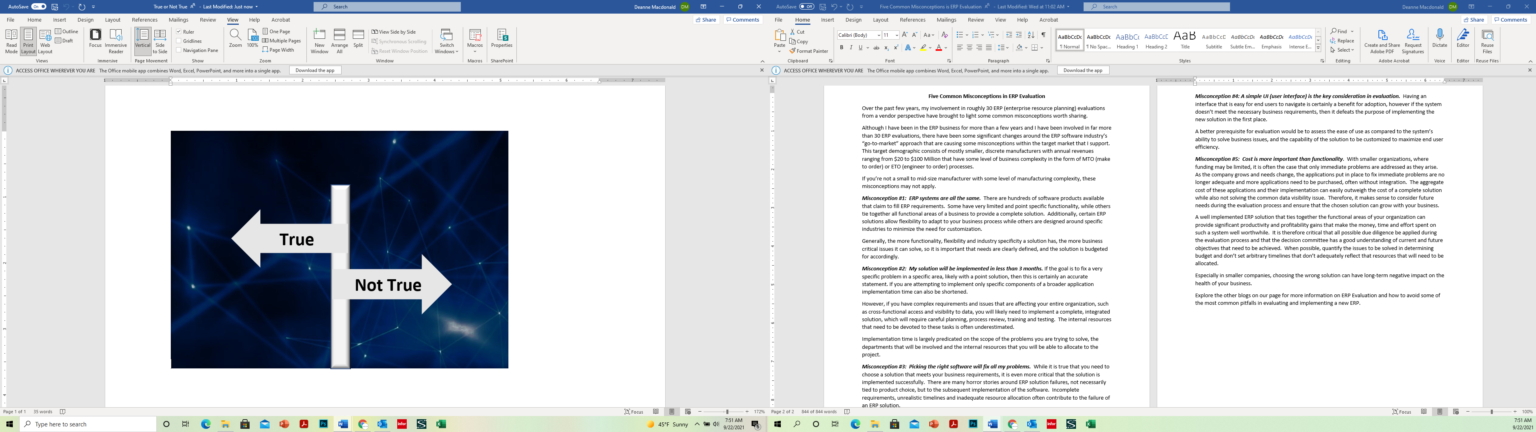 AutoSave On True or Not True - Last Modified: Just now Search Deanne Macdonald DM
File Home Insert Design Layout References Mailings Review View Help Acrobat Share Comments
Read Mode Print Layout Web Layout Outline Draft Focus Immersive Reader Vertical Side to Side Ruler Gridlines Navigation Pane Zoom 100% One Page Multiple Pages Page Width New Window Arrange All Split View Side by Side Synchronous Scrolling Reset Window Position Switch Windows Macros Properties
Views Immersive Page Movement Show Zoom Window Macros SharePoint
ACCESS OFFICE WHEREVER YOU ARE The Office mobile app combines Word, Excel, PowerPoint, and more into a single app. Download the app
True
Not True
Page 1 of 1 Focus
AutoSave Off Five Common Misconceptions is ERP Evaluation - Last Modified: Wed at 11:02 AM Search Deanne Macdonald DM
File Home Insert Design Layout References Mailings Review View Help Acrobat Share Comments
Paste Cut Copy Format Painter Calibri (Body) 11 Find Replace Select Create and Share Adobe PDF Request Signatures Dictate Editor Reuse Files
Normal No Spac... Heading 1 Heading 2 Title Subtitle Subtle Em... Emphasis Intense E...
Clipboard Font Paragraph Styles Editing Adobe Acrobat Voice Editor Reuse Files
ACCESS OFFICE WHEREVER YOU ARE The Office mobile app combines Word, Excel, PowerPoint, and more into a single app. Download the app
Five Common Misconceptions in ERP Evaluation
Over the past few years, my involvement in roughly 30 ERP (enterprise resource planning) evaluations
from a vendor perspective have brought to light some common misconceptions worth sharing.
Although I have been in the ERP business for more than a few years and I have been involved in far more
than 30 ERP evaluations, there have been some significant changes around the ERP software industry's
"go-to-market" approach that are causing some misconceptions within the target market that I support.
This target demographic consists of mostly smaller, discrete manufacturers with annual revenues
ranging from $20 to $100 Million that have some level of business complexity in the form of MTO (make
to order) or ETO (engineer to order) processes.
If you're not a small to mid-size manufacturer with some level of manufacturing complexity, these
misconceptions may not apply.
Misconception #1: ERP systems are all the same. There are hundreds of software products available
that claim to fill ERP requirements. Some have very limited and point specific functionality, while others
tie together all functional areas of a business to provide a complete solution. Additionally, certain ERP
solutions allow flexibility to adapt to your business process while others are designed around specific
industries to minimize the need for customization.
Generally, the more functionality, flexibility and industry specificity a solution has, the more business
critical issues it can solve, so it is important that needs are clearly defined, and the solution is budgeted
for accordingly.
Misconception #2: My solution will be implemented in less than 3 months. If the goal is to fix a very
specific problem in a specific area, likely with a point solution, then this is certainly an accurate
statement. If you are attempting to implement only specific components of a broader application
implementation time can also be shortened.
However, if you have complex requirements and issues that are affecting your entire organization, such
as cross-functional access and visibility to data, you will likely need to implement a complete, integrated
solution, which will require careful planning, process review, training and testing. The internal resources
that need to be devoted to these tasks is often underestimated.
Implementation time is largely predicated on the scope of the problems you are trying to solve, the
departments that will be involved and the internal resources that you will be able to allocate to the
project.
Misconception #3: Picking the right software will fix all my problems. While it is true that you need to
choose a solution that meets your business requirements, it is even more critical that the solution is
implemented successfully. There are many horror stories around ERP solution failures, not necessarily
tied to product choice, but to the subsequent implementation of the software. Incomplete
requirements, unrealistic timelines and inadequate resource allocation often contribute to the failure of
an ERP solution.
Misconception #4: A simple UI (user interface) is the key consideration in evaluation. Having an
interface that is easy for end users to navigate is certainly a benefit for adoption, however if the system
doesn't meet the necessary business requirements, then it defeats the purpose of implementing the
new solution in the first place.
A better prerequisite for evaluation would be to assess the ease of use as compared to the system's
ability to solve business issues, and the capability of the solution to be customized to maximize end user
efficiency.
Misconception #5: Cost is more important than functionality. With smaller organizations, where
funding may be limited, it is often the case that only immediate problems are addressed as they arise.
As the company grows and needs change, the applications put in place to fix immediate problems are no
longer adequate and more applications need to be purchased, often without integration. The aggregate
cost of these applications and their implementation can easily outweigh the cost of a complete solution
while also not solving the common data visibility issue. Therefore, it makes sense to consider future
needs during the evaluation process and ensure that the chosen solution can grow with your business.
A well implemented ERP solution that ties together the functional areas of your organization can
provide significant productivity and profitability gains that make the money, time and effort spent on
such a system well worthwhile. It is therefore critical that all possible due diligence be applied during
the evaluation process and that the decision committee has a good understanding of current and future
objectives that need to be achieved. When possible, quantify the issues to be solved in determining
budget and don't set arbitrary timelines that don't adequately reflect that resources that will need to be
allocated.
Especially in smaller companies, choosing the wrong solution can have long-term negative impact on the
health of your business.
Explore the other blogs on our page for more information on ERP Evaluation and how to avoid some of
the most common pitfalls in evaluating and implementing a new ERP.
Page 2 of 2 844 of 844 words Focus 100%
Type here to search 45°F Sunny 7:51 AM 9/22/2021
Type here to search 7:51 AM 9/22/2021